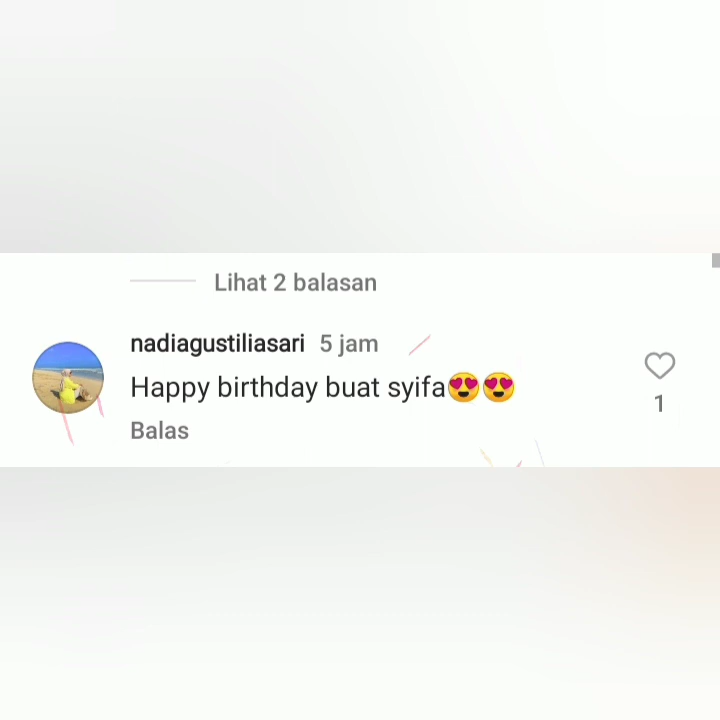 Lihat 2 balasan
nadiagustiliasari 5 jam
Happy birthday buat syifa😍😍
1
Balas